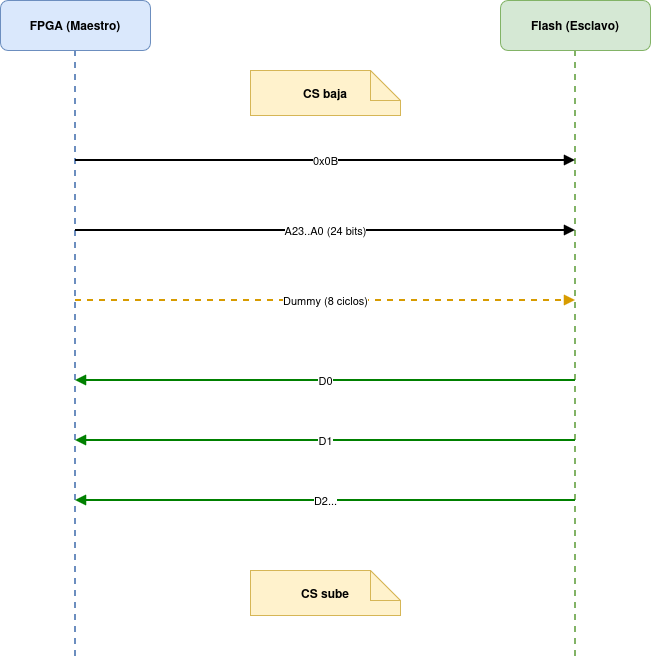 FPGA (Maestro)
Flash (Esclavo)
CS baja
0x0B
A23..A0 (24 bits)
Dummy (8 ciclos)
D0
D1
D2...
CS sube